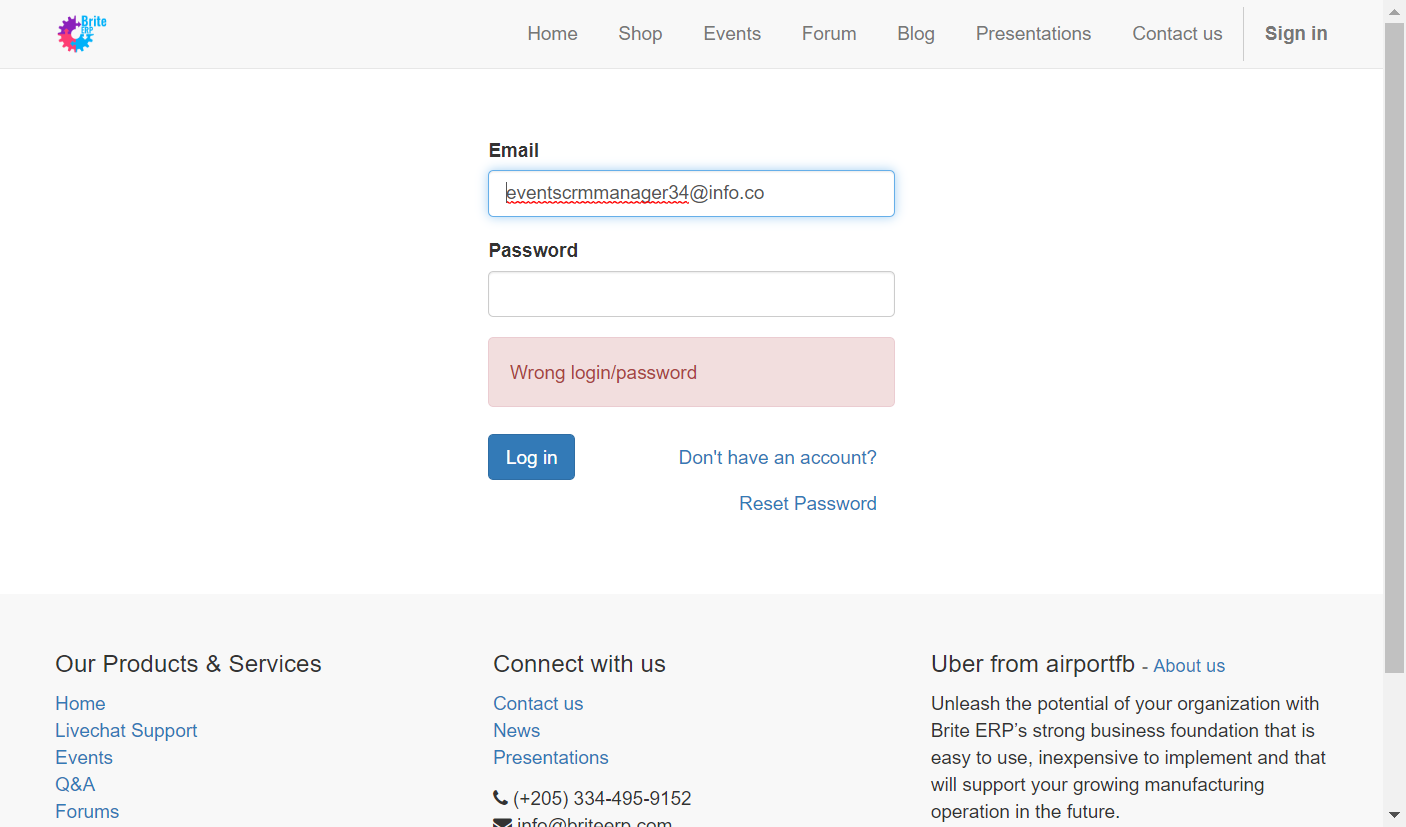 Brite
ERP
Home Shop Events Forum Blog Presentations Contact us Sign in
Email
eventscrmmanager34@info.co
Password
Wrong login/password
Log in Don't have an account?
Reset Password
Our Products & Services
Home
Livechat Support
Events
Q&A
Forums
Connect with us
Contact us
News
Presentations
(+205) 334-495-9152
info@briteerp.com
Uber from airportfb - About us
Unleash the potential of your organization with
Brite ERP’s strong business foundation that is
easy to use, inexpensive to implement and that
will support your growing manufacturing
operation in the future.